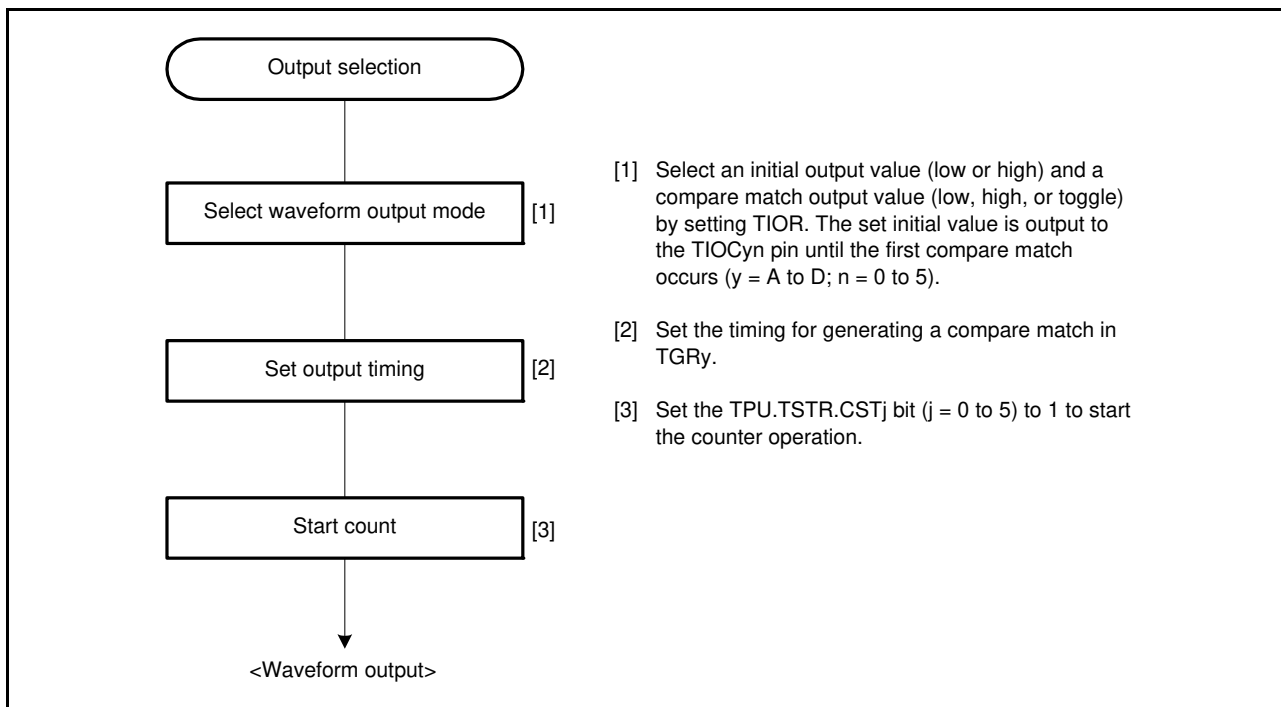 Output selection
Select waveform output mode
[1]
Set output timing
[2]
Start count
[3]
<Waveform output>
[1] Select an initial output value (low or high) and a
compare match output value (low, high, or toggle)
by setting TIOR. The set initial value is output to
the TIOCyn pin until the first compare match
occurs (y = A to D; n = 0 to 5).
[2] Set the timing for generating a compare match in
TGRy.
[3] Set the TPU.TSTR.CSTj bit (j = 0 to 5) to 1 to start
the counter operation.